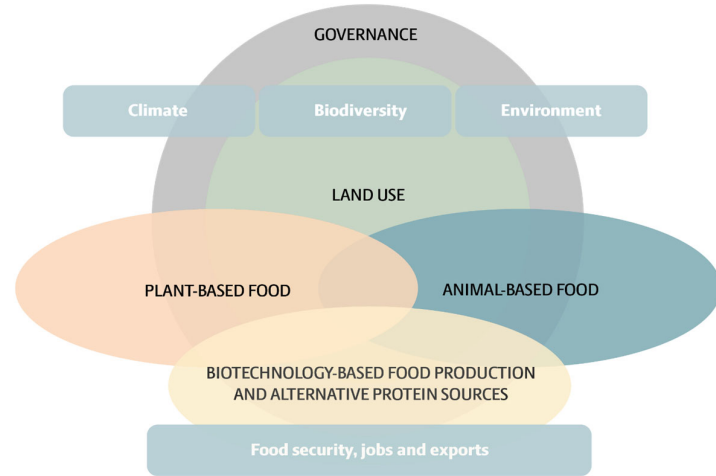 GOVERNANCE
Climate
Biodiversity
Environment
LAND USE
PLANT-BASED FOOD
ANIMAL-BASED FOOD
BIOTECHNOLOGY-BASED FOOD PRODUCTION
AND ALTERNATIVE PROTEIN SOURCES
Food security, jobs and exports